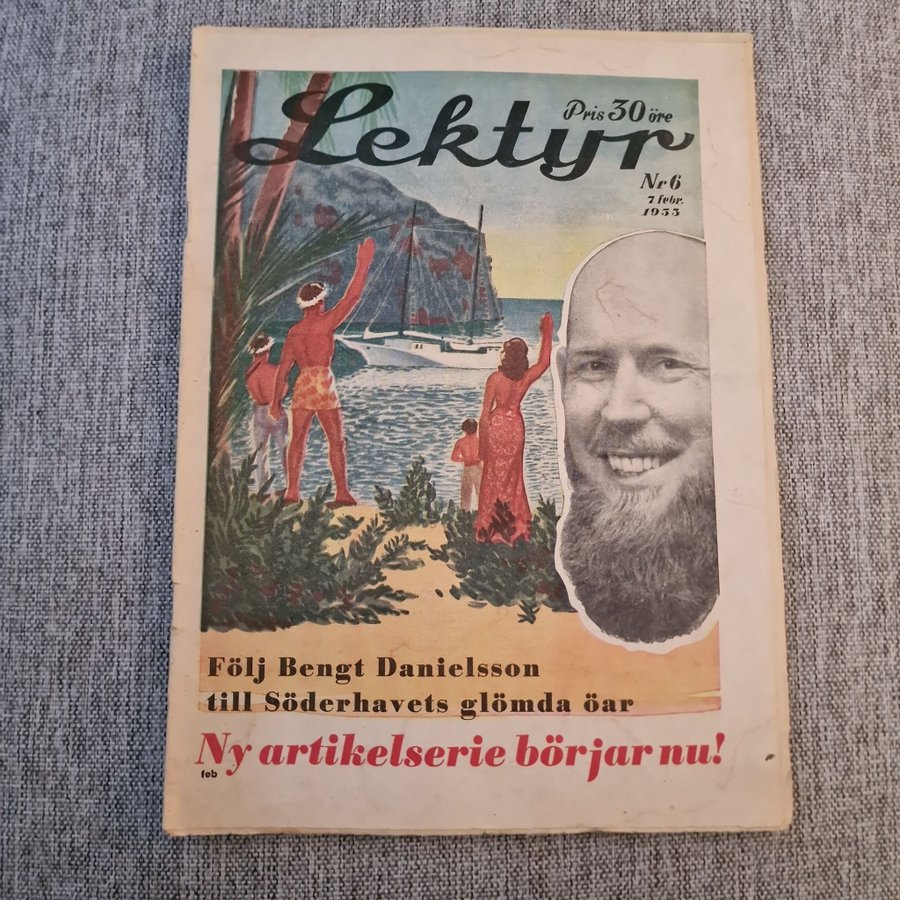 Pris 30 öre
Lektyr
Nr 6
7 febr.
1953
Följ Bengt Danielsson
till Söderhavets glömda öar
Ny artikelserie börjar nu!
feb